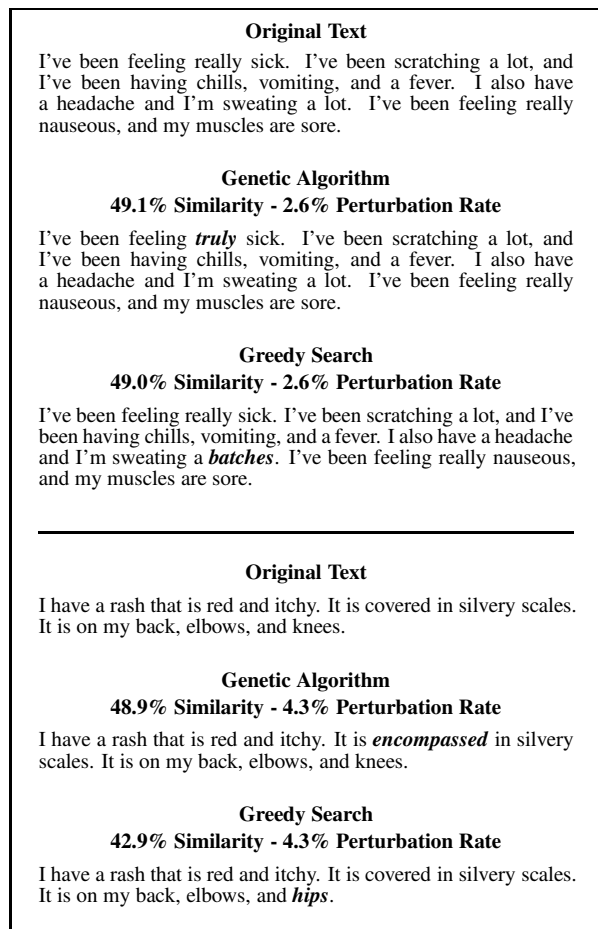 Original Text
I've been feeling really sick. I've been scratching a lot, and
I've been having chills, vomiting, and a fever. I also have
a headache and I'm sweating a lot. I've been feeling really
nauseous, and my muscles are sore.
Genetic Algorithm
49.1% Similarity - 2.6% Perturbation Rate
I've been feeling truly sick. I've been scratching a lot, and
I've been having chills, vomiting, and a fever. I also have
a headache and I'm sweating a lot. I've been feeling really
nauseous, and my muscles are sore.
Greedy Search
49.0% Similarity - 2.6% Perturbation Rate
I've been feeling really sick. I've been scratching a lot, and I've
been having chills, vomiting, and a fever. I also have a headache
and I'm sweating a batches. I've been feeling really nauseous,
and my muscles are sore.
Original Text
I have a rash that is red and itchy. It is covered in silvery scales.
It is on my back, elbows, and knees.
Genetic Algorithm
48.9% Similarity - 4.3% Perturbation Rate
I have a rash that is red and itchy. It is encompassed in silvery
scales. It is on my back, elbows, and knees.
Greedy Search
42.9% Similarity - 4.3% Perturbation Rate
I have a rash that is red and itchy. It is covered in silvery scales.
It is on my back, elbows, and hips.